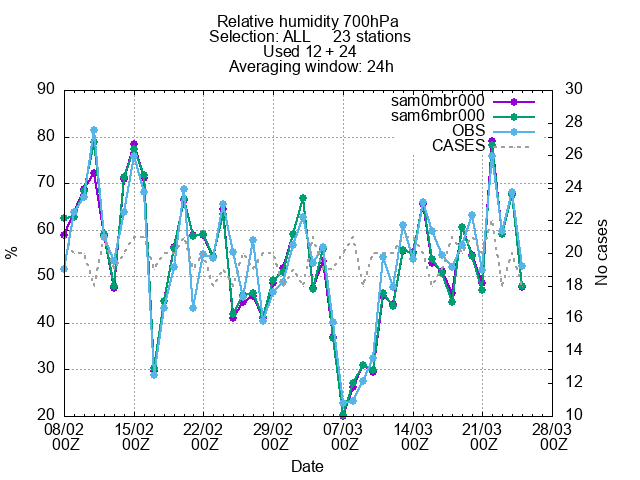 Relative humidity 700hPa
Selection: ALL 23 stations
Used 12 + 24
Averaging window: 24h
90 30
sam0mbr000
sam6mbr000
OBS
CASES
80 28
70 26
60 24
50 22
40 20
30 18
20 16
14
12
10
%
No cases
08/02 15/02 22/02 29/02 07/03 14/03 21/03 28/03
00Z 00Z 00Z 00Z 00Z 00Z 00Z 00Z
Date